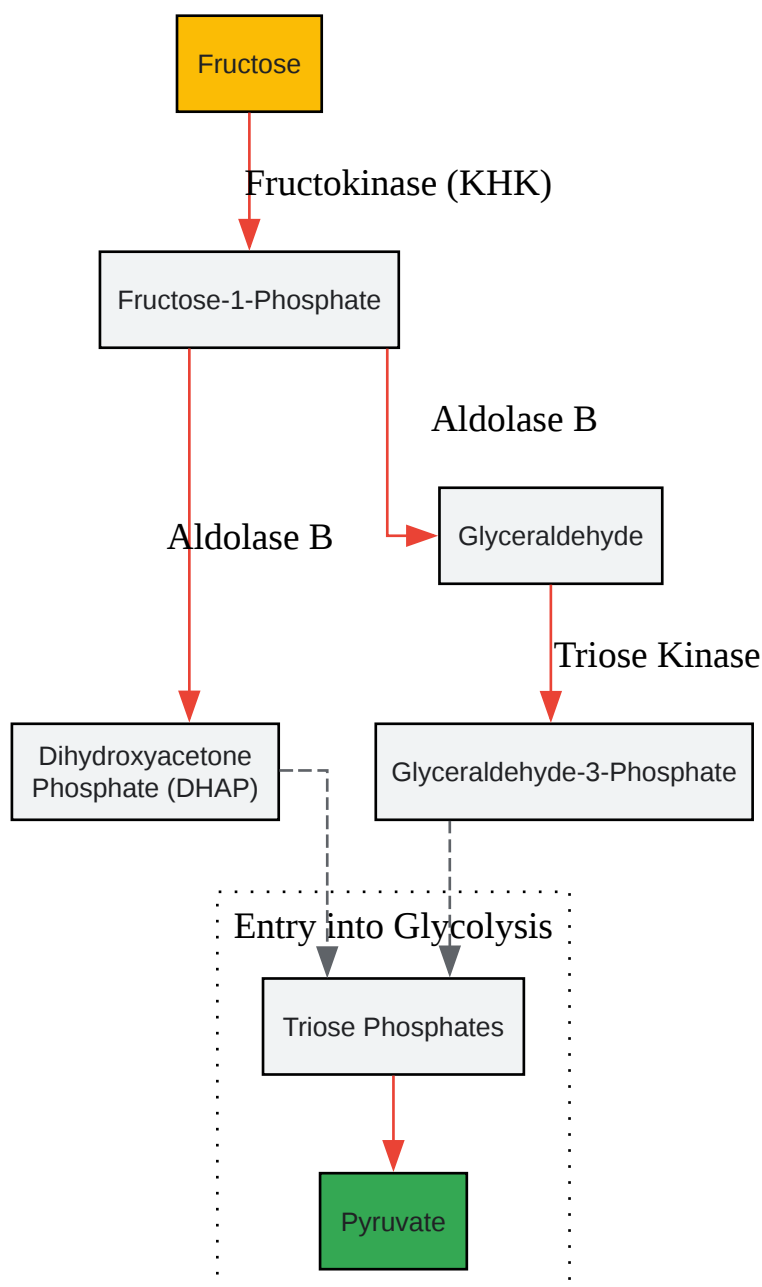 Fructose
Fructokinase (KHK)
Fructose-1-Phosphate
Aldolase B
Glyceraldehyde
Aldolase B
Triose Kinase
Dihydroxyacetone
Phosphate (DHAP)
Glyceraldehyde-3-Phosphate
Entry into Glycolysis
Triose Phosphates
Pyruvate